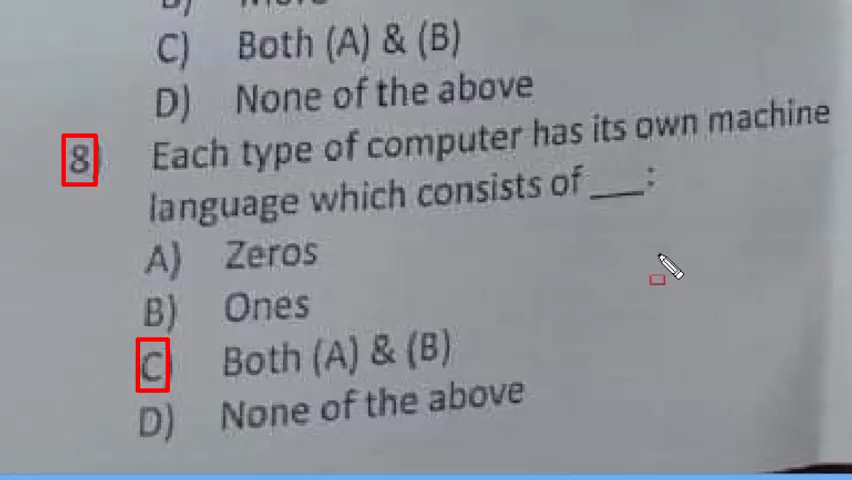 C) Both (A) & (B)
D) None of the above
8) Each type of computer has its own machine
language which consists of ___:
A) Zeros
B) Ones
C) Both (A) & (B)
D) None of the above